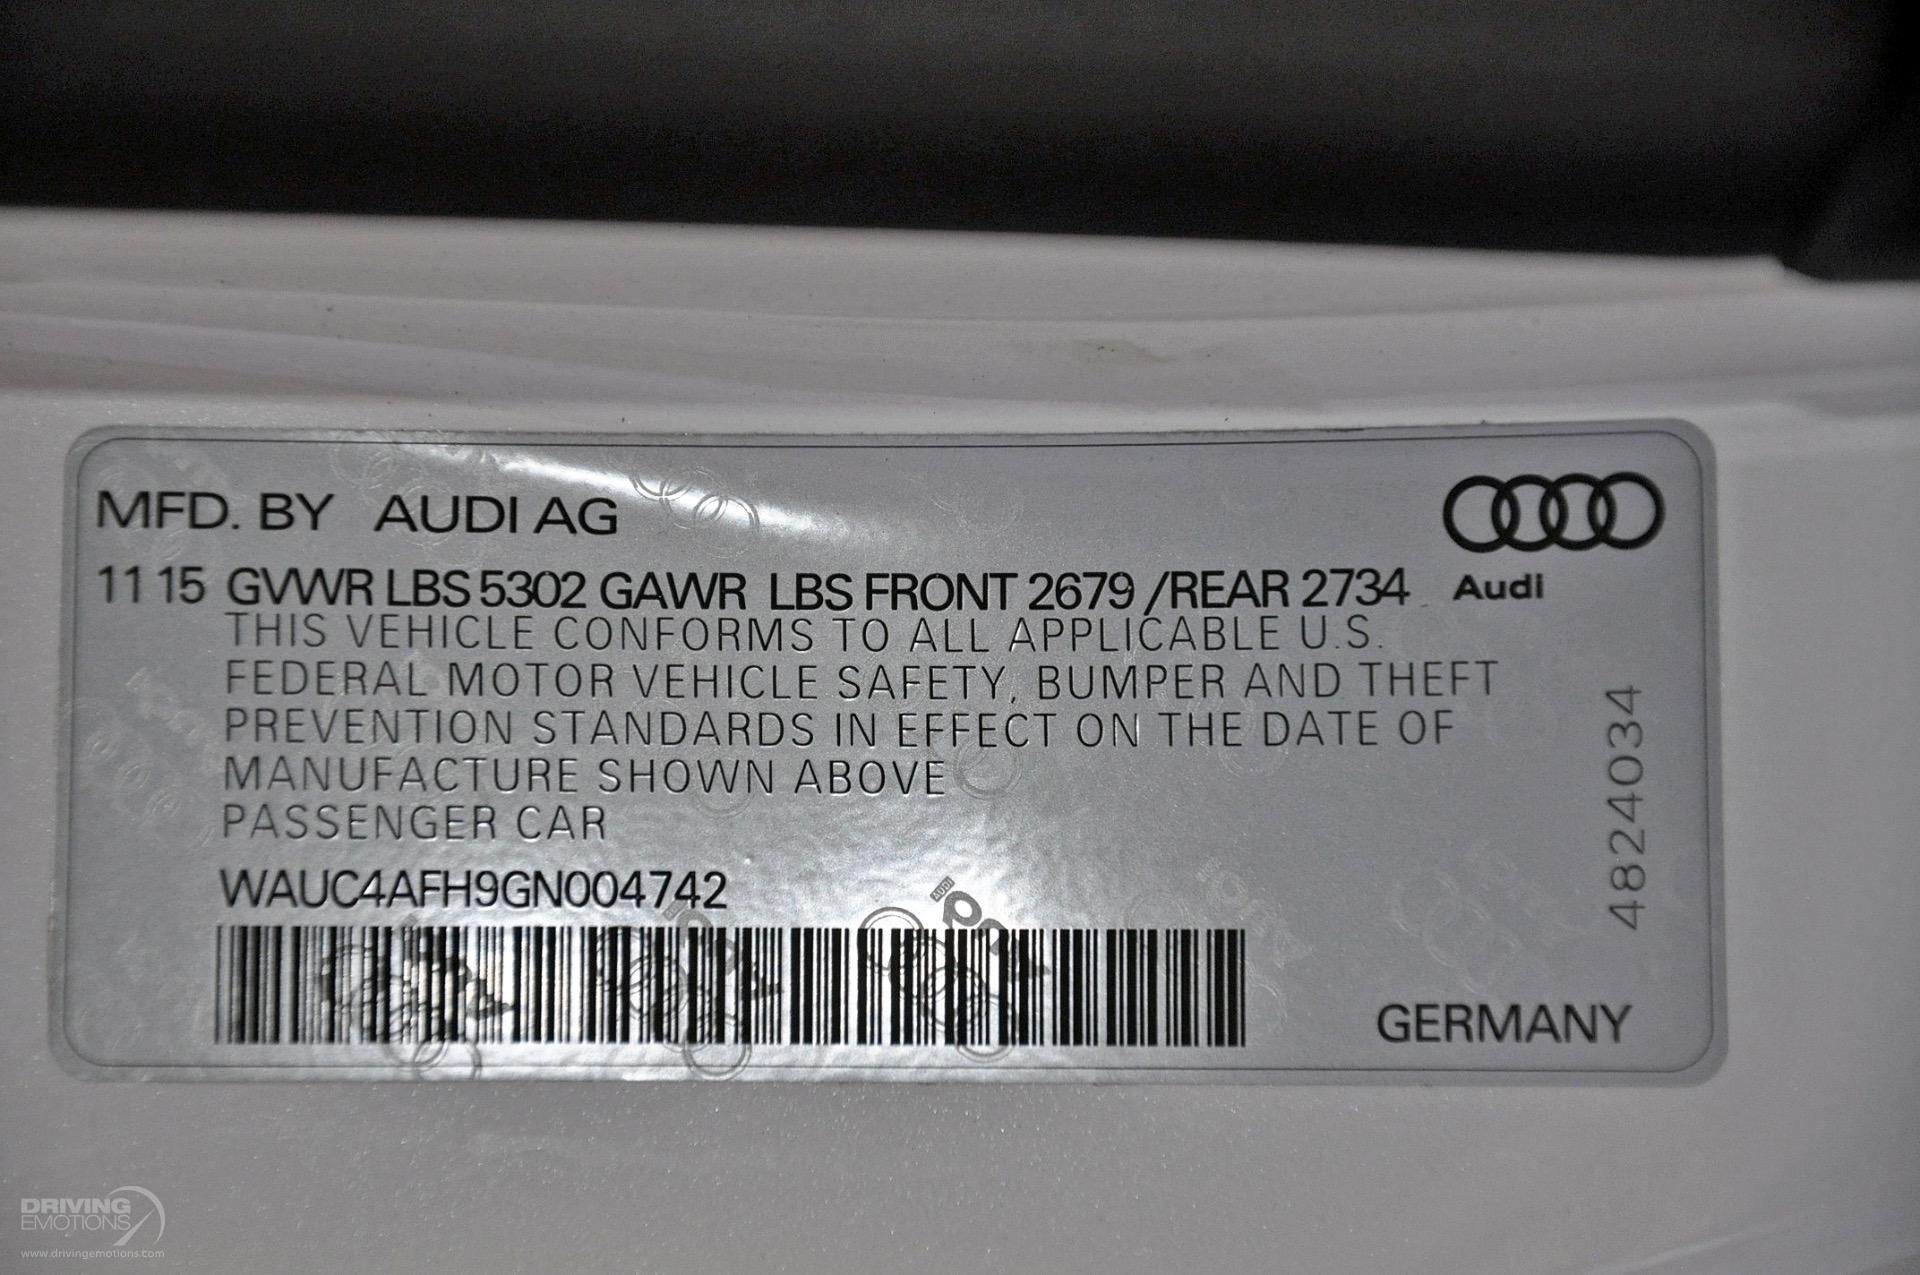 MFD. BY AUDI AG
11 15 GVWR LBS 5302 GAWR LBS FRONT 2679 /REAR 2734 Audi
THIS VEHICLE CONFORMS TO ALL APPLICABLE U.S.
FEDERAL MOTOR VEHICLE SAFETY, BUMPER AND THEFT
PREVENTION STANDARDS IN EFFECT ON THE DATE OF
MANUFACTURE SHOWN ABOVE
PASSENGER CAR
WAUC4AFH9GN004742
4824034
GERMANY
DRIVING
EMOTIONS
www.drivingemotions.com